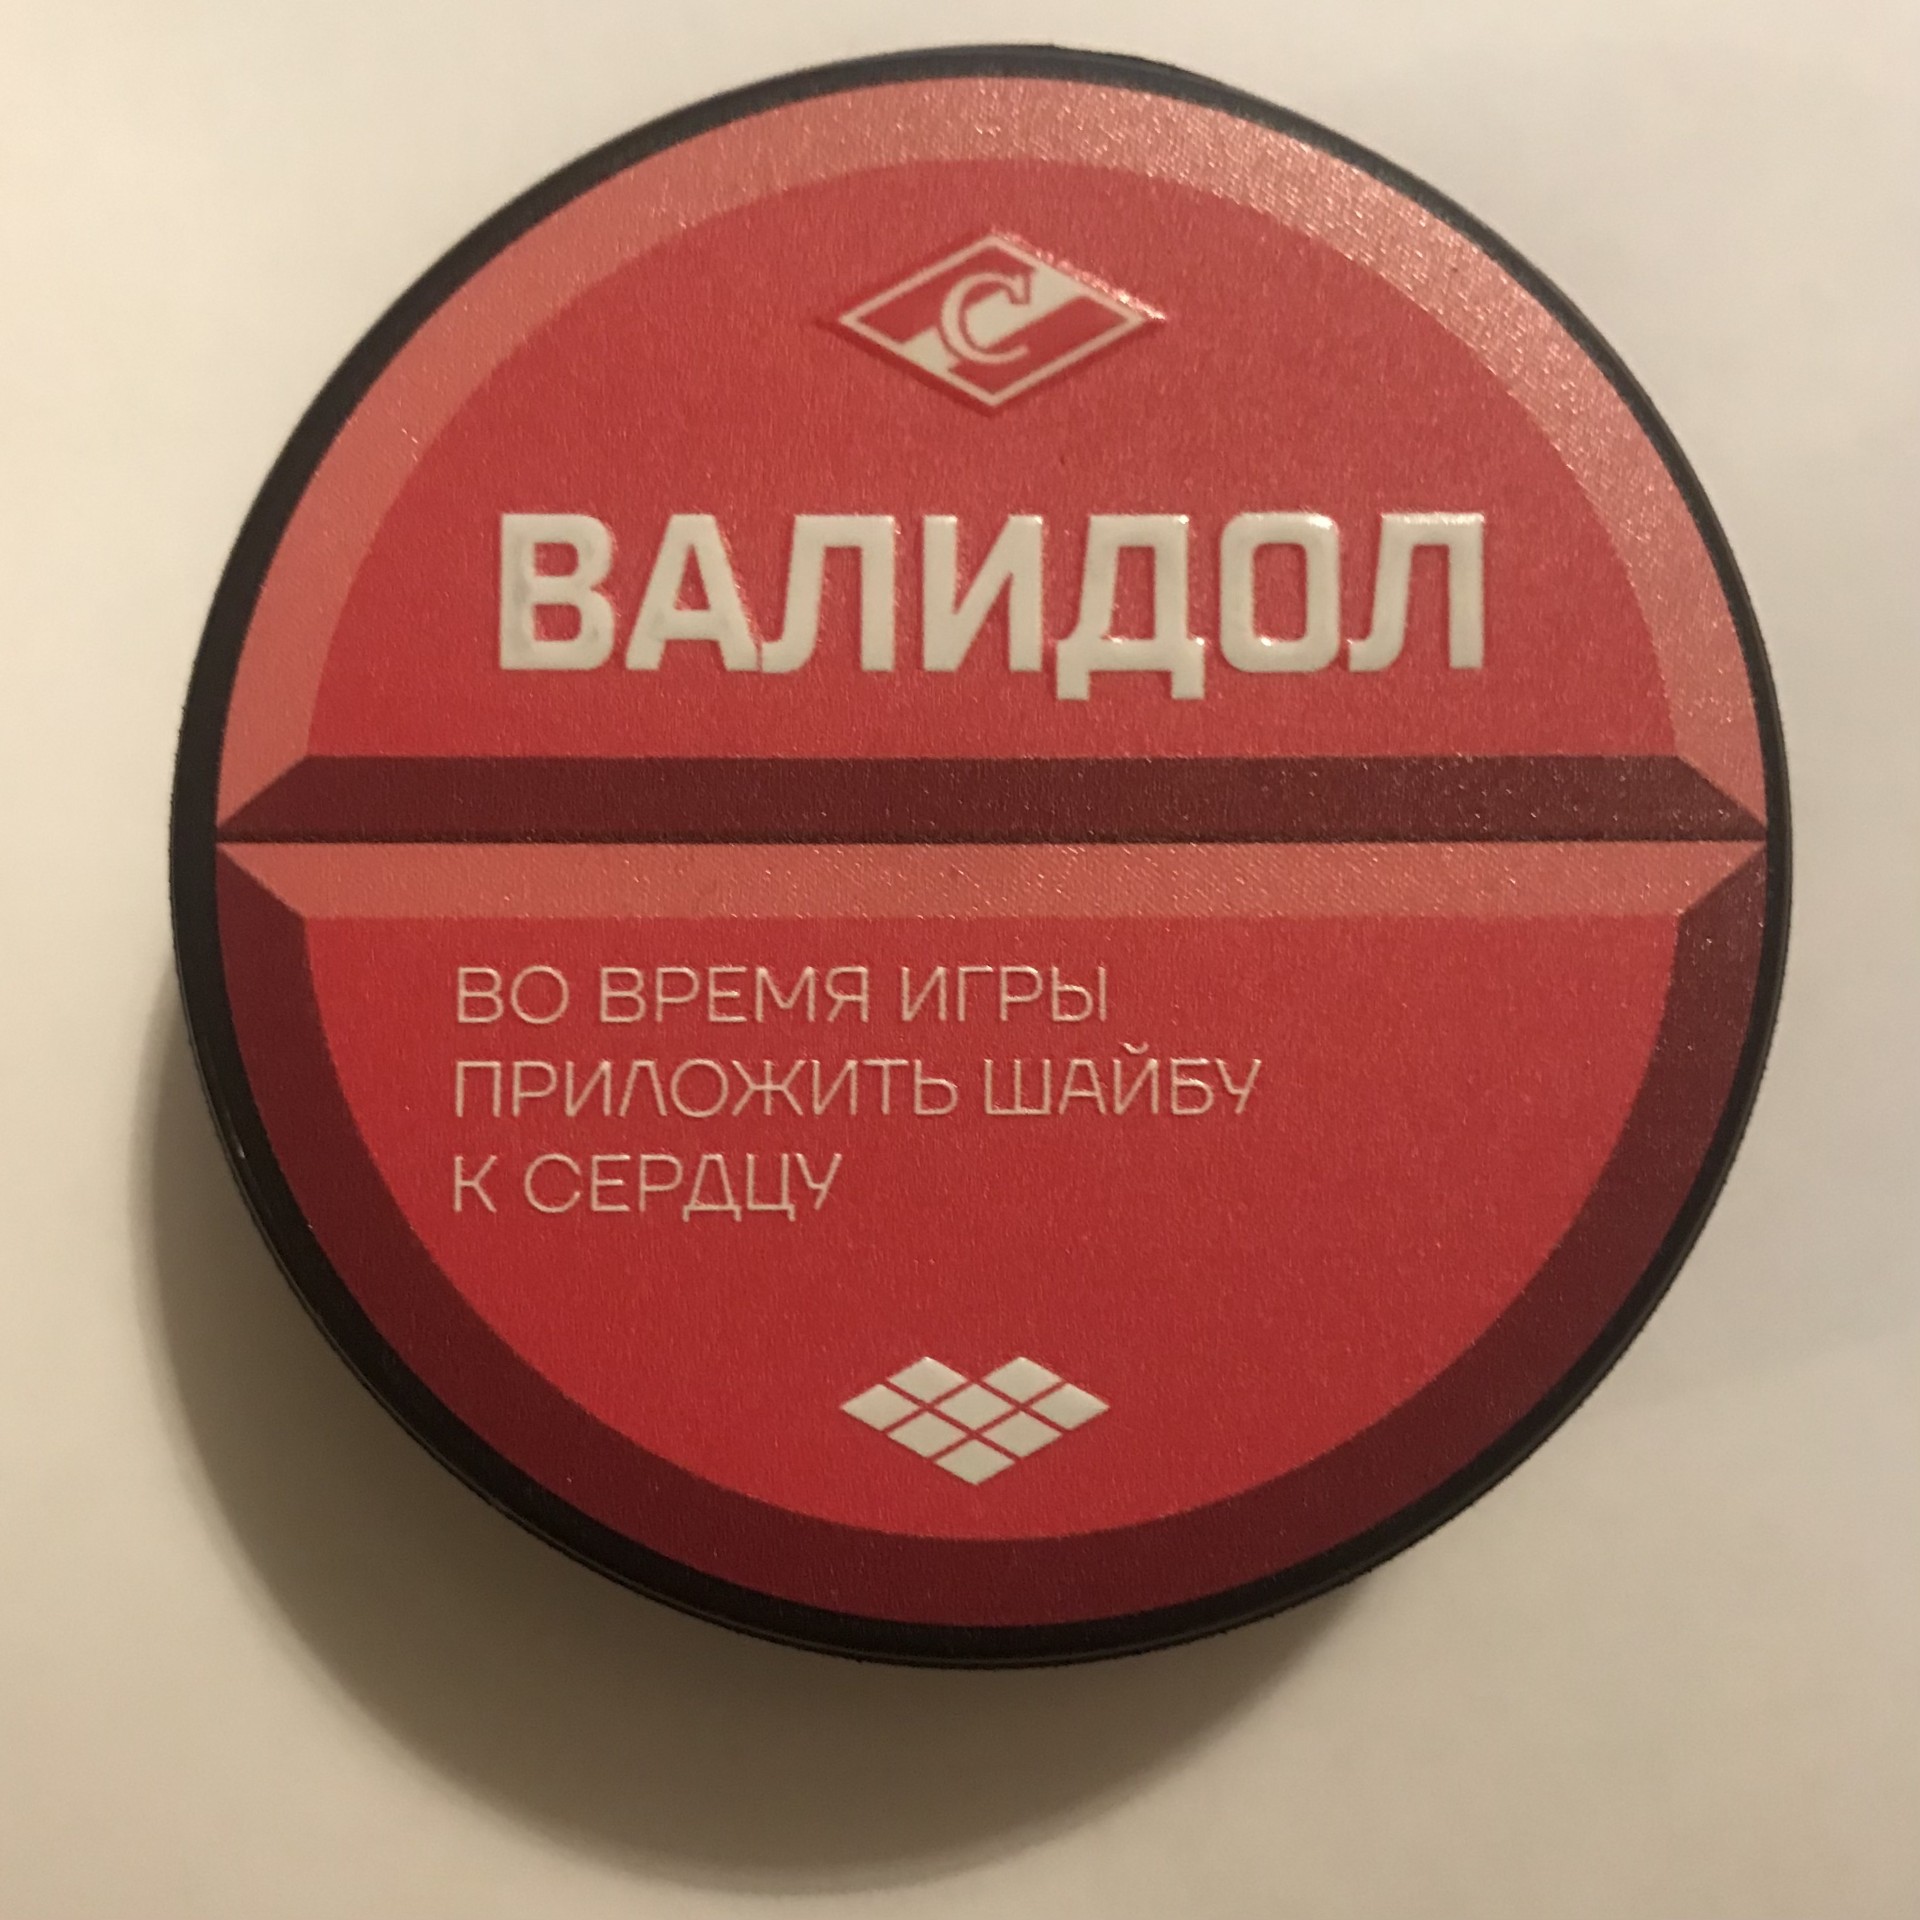 С
ВАЛИДОЛ
ВО ВРЕМЯ ИГРЫ
ПРИЛОЖИТЬ ШАЙБУ
К СЕРДЦУ